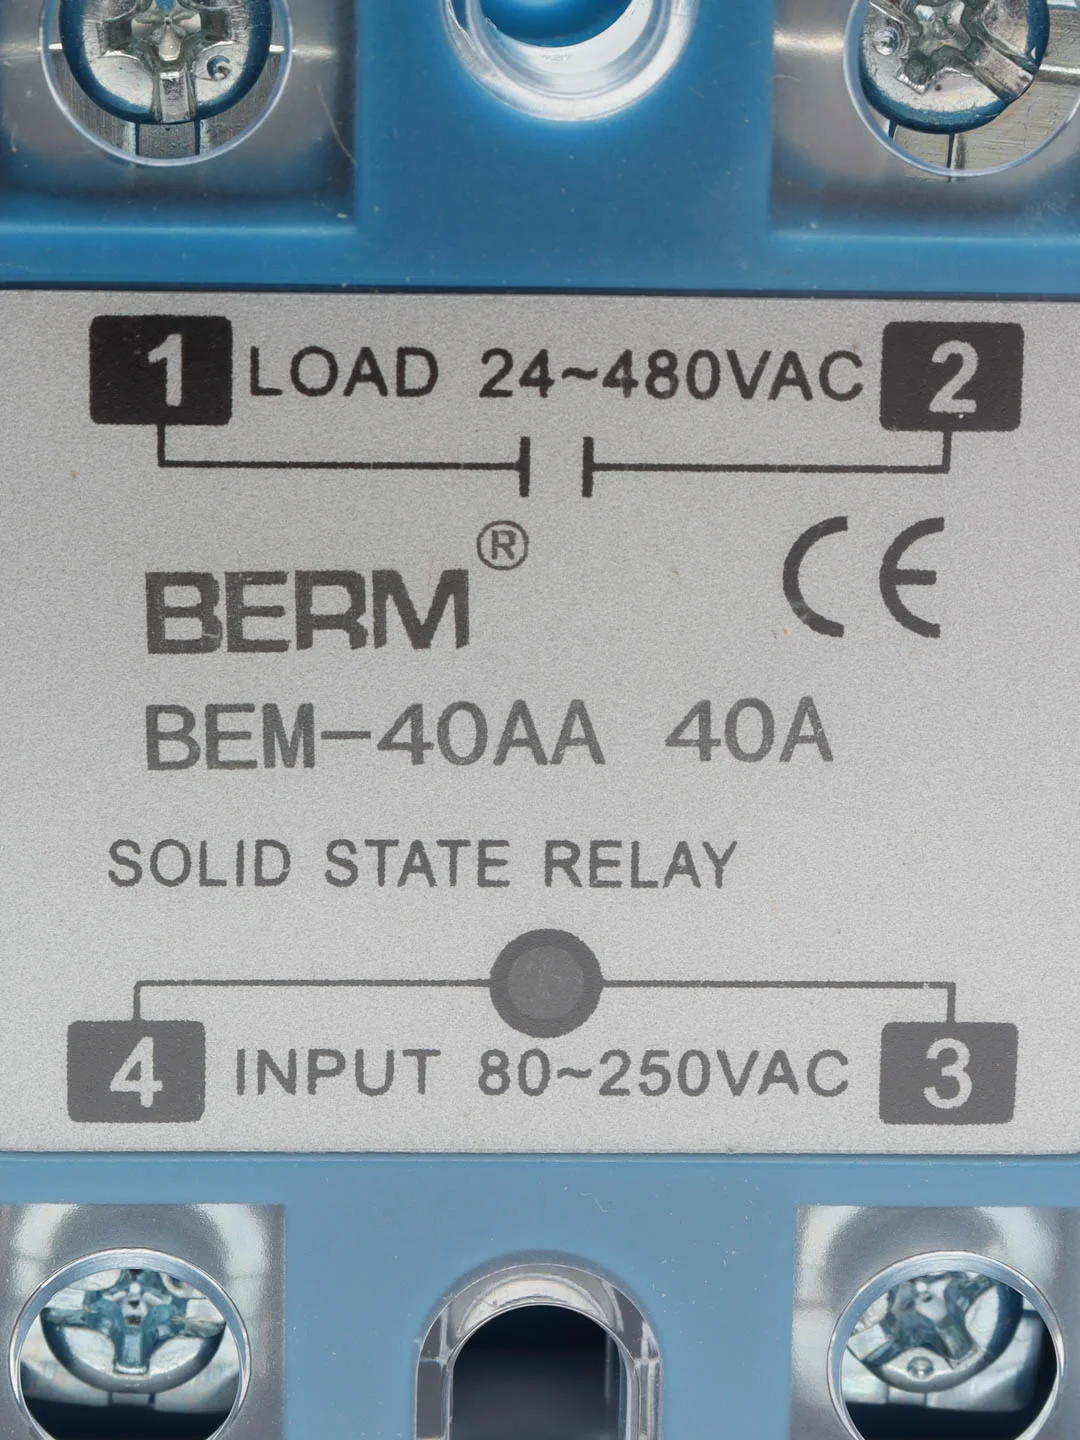 1 LOAD 24~480VAC 2
BERM® CE
BEM-40AA 40A
SOLID STATE RELAY
4 INPUT 80~250VAC 3